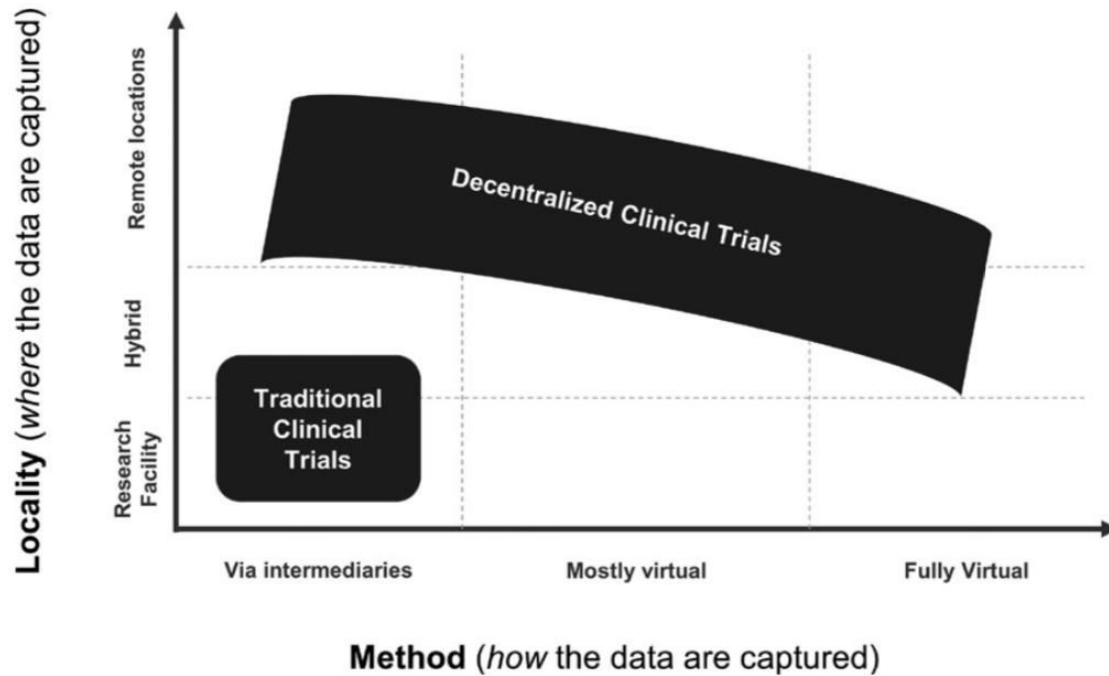 Locality (where the data are captured)
Remote locations
Hybrid
Research
Facility
Decentralized Clinical Trials
Traditional
Clinical
Trials
Via intermediaries
Mostly virtual
Fully Virtual
Method (how the data are captured)